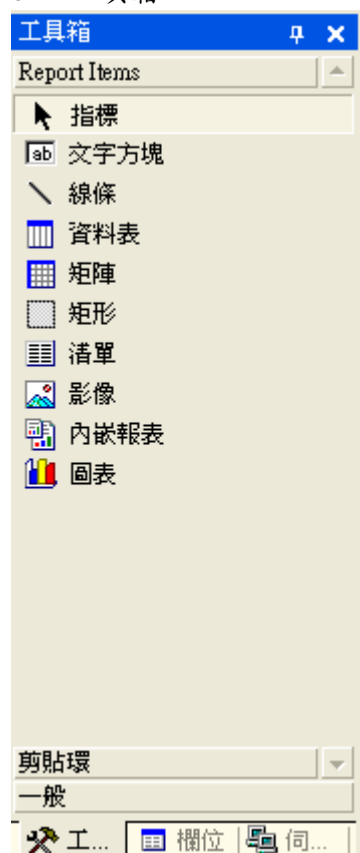 工具箱
Report Items
指標
文字方塊
線條
資料表
矩陣
矩形
清單
影像
內嵌報表
圖表
剪貼環
一般
工... 欄位 伺...